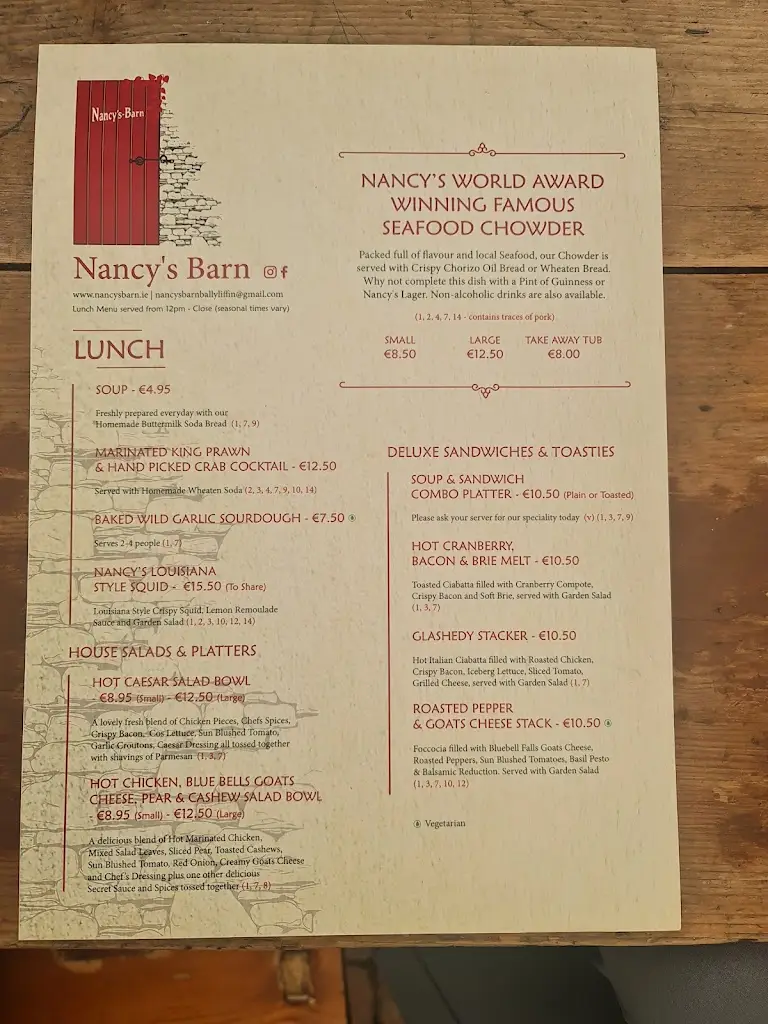 Nancy's-Barn
Nancy's Barn
www.nancysbarn.ie | nancysbarnballyliffin@gmail.com
Lunch Menu served from 12pm - Close (seasonal times vary)
LUNCH
SOUP - €4.95
Freshly prepared everyday with our
Homemade Buttermilk Soda Bread (1, 7, 9)
MARINATED KING PRAWN
& HAND PICKED CRAB COCKTAIL - €12.50
Served with Homemade Wheaten Soda (2, 3, 4, 7, 9, 10, 14)
BAKED WILD GARLIC SOURDOUGH - €7.50
Serves 2-4 people (1, 7)
NANCY'S LOUISIANA
STYLE SQUID - €15.50 (To Share)
Louisiana Style Crispy Squid, Lemon Remoulade
Sauce and Garden Salad (1, 2, 3, 10, 12, 14)
HOUSE SALADS & PLATTERS
HOT CAESAR SALAD BOWL
- €8.95 (Small) - €12.50 (Large)
A lovely fresh blend of Chicken Pieces, Chefs Spices,
Crispy Bacon, Cos Lettuce, Sun Blushed Tomato,
Garlic Croutons, Caesar Dressing all tossed together
with shavings of Parmesan (1, 3, 7)
HOT CHICKEN, BLUE BELLS GOATS
CHEESE, PEAR & CASHEW SALAD BOWL
- €8.95 (Small) - €12.50 (Large)
A delicious blend of Hot Marinated Chicken,
Mixed Salad Leaves, Sliced Pear, Toasted Cashews,
Sun Blushed Tomato, Red Onion, Creamy Goats Cheese
and Chef's Dressing plus one other delicious
Secret Sauce and Spices tossed together (1, 7, 8)
NANCY'S WORLD AWARD
WINNING FAMOUS
SEAFOOD CHOWDER
Packed full of flavour and local Seafood, our Chowder is
served with Crispy Chorizo Oil Bread or Wheaten Bread.
Why not complete this dish with a Pint of Guinness or
Nancy's Lager. Non-alcoholic drinks are also available.
(1, 2, 4, 7, 14 - contains traces of pork)
SMALL LARGE TAKE AWAY TUB
€8.50 €12.50 €8.00
DELUXE SANDWICHES & TOASTIES
SOUP & SANDWICH
COMBO PLATTER - €10.50 (Plain or Toasted)
Please ask your server for our speciality today (v) (1, 3, 7, 9)
HOT CRANBERRY,
BACON & BRIE MELT - €10.50
Toasted Ciabatta filled with Cranberry Compote,
Crispy Bacon and Soft Brie, served with Garden Salad
(1, 3, 7)
GLASHEDY STACKER - €10.50
Hot Italian Ciabatta filled with Roasted Chicken,
Crispy Bacon, Iceberg Lettuce, Sliced Tomato,
Grilled Cheese, served with Garden Salad (1, 7)
ROASTED PEPPER
& GOATS CHEESE STACK - €10.50
Foccocia filled with Bluebell Falls Goats Cheese,
Roasted Peppers, Sun Blushed Tomatoes, Basil Pesto
& Balsamic Reduction. Served with Garden Salad
(1, 3, 7, 10, 12)
Vegetarian